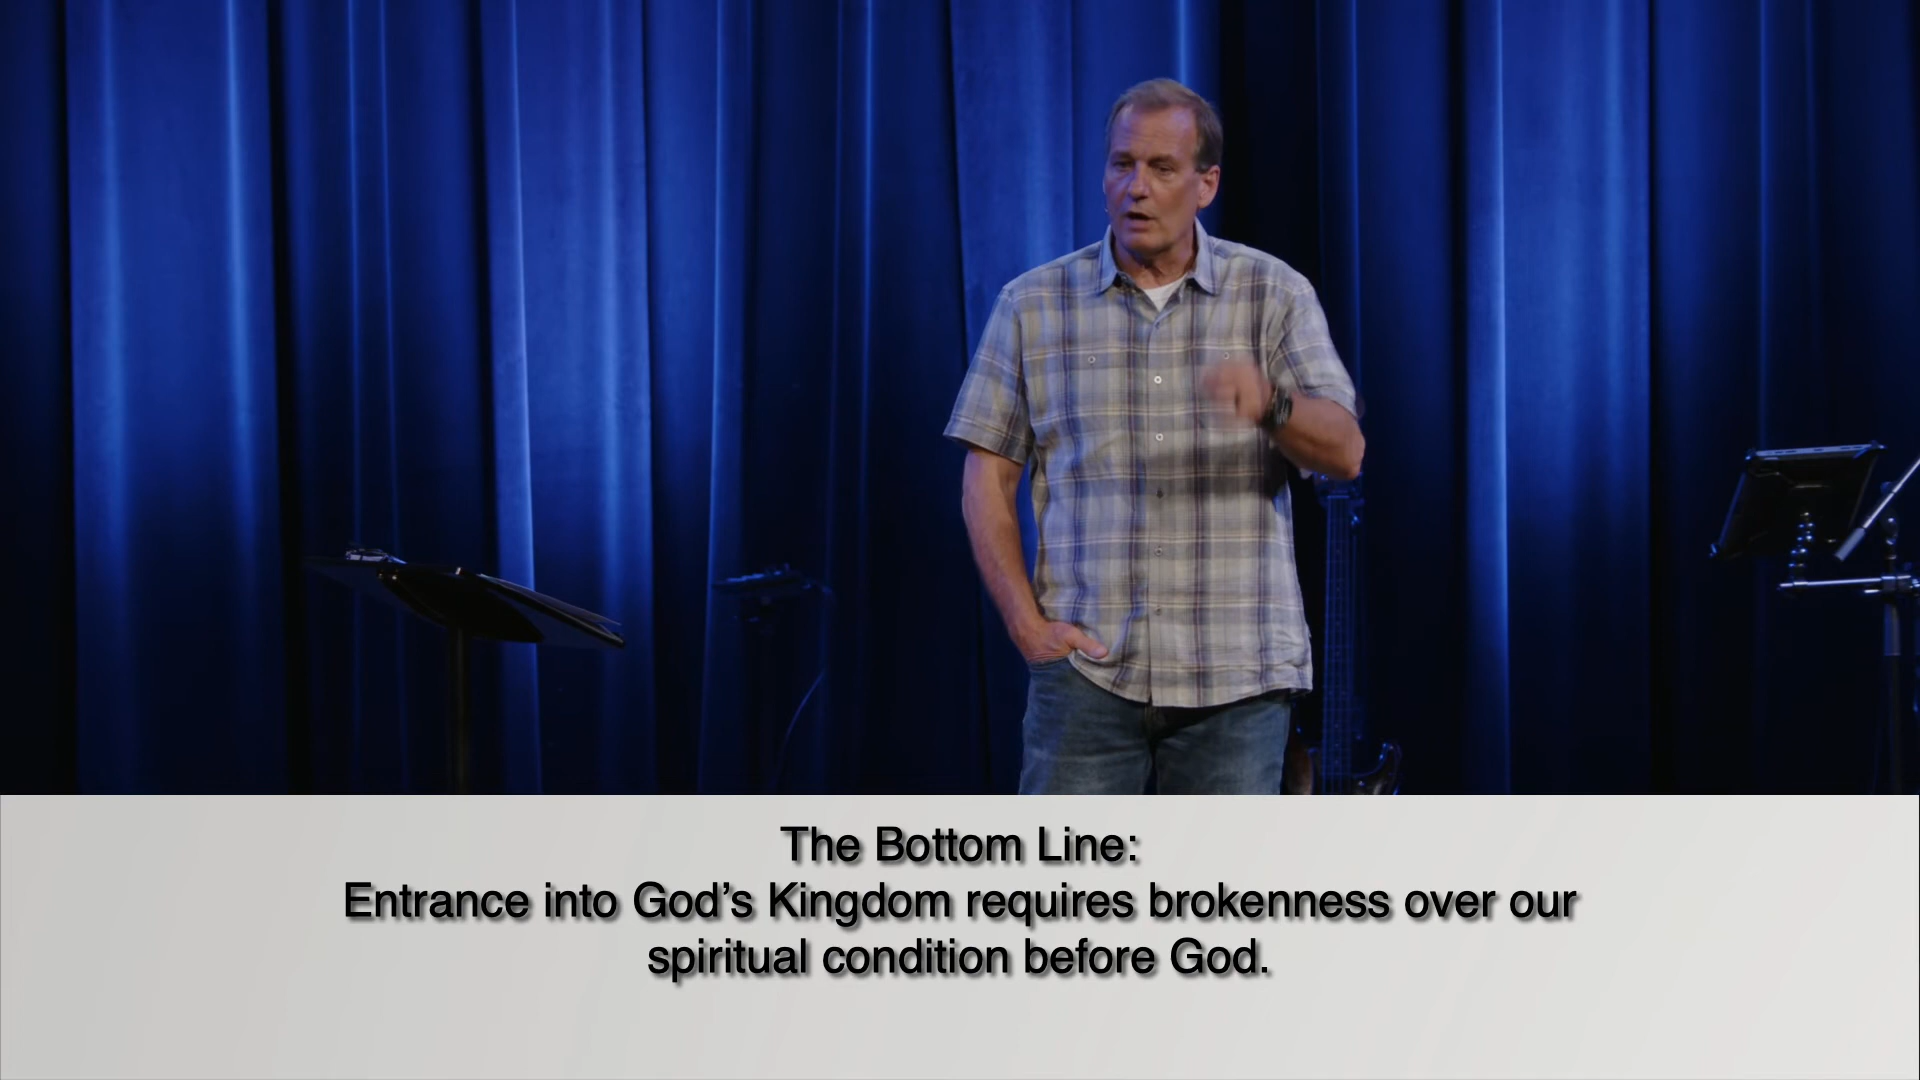 The Bottom Line:
Entrance into God’s Kingdom requires brokenness over our
spiritual condition before God.